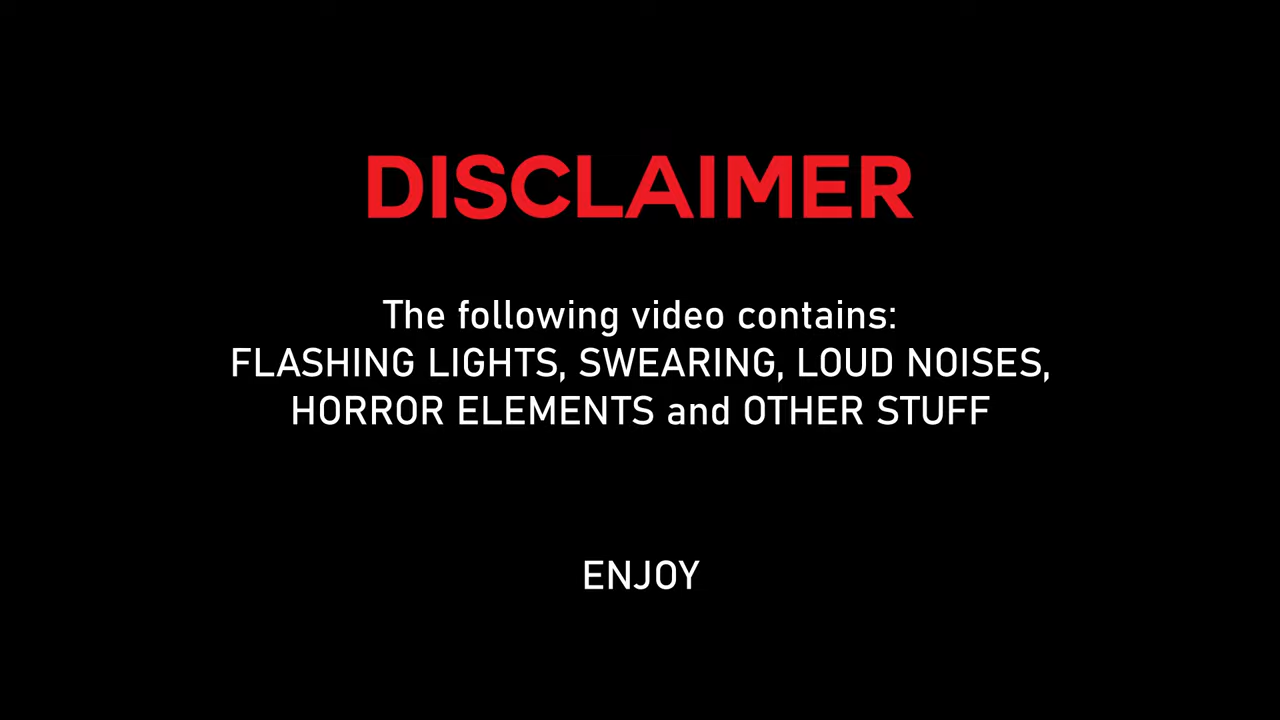 DISCLAIMER
The following video contains:
FLASHING LIGHTS, SWEARING, LOUD NOISES,
HORROR ELEMENTS and OTHER STUFF
ENJOY